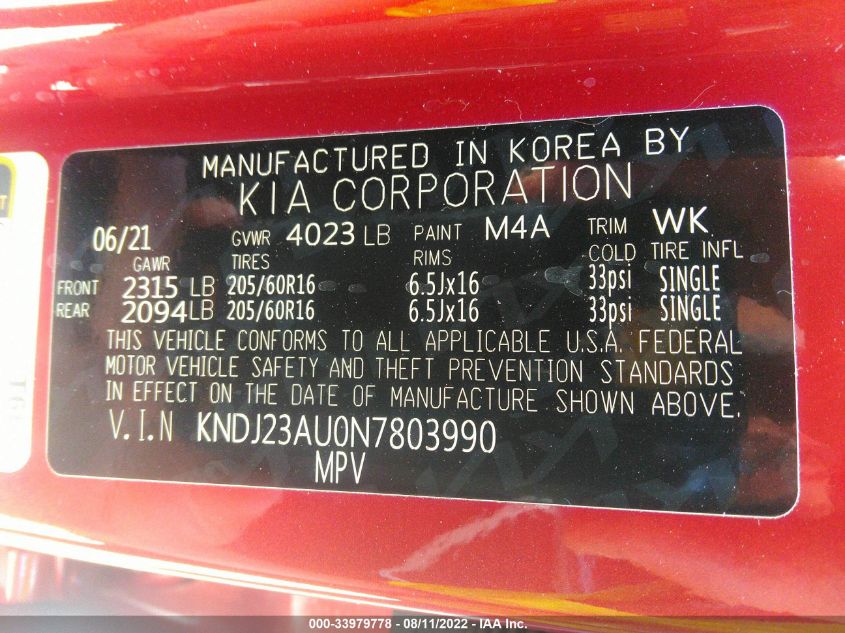 MANUFACTURED IN KOREA BY
KIA CORPORATION
06/21 GVWR 4023 LB PAINT M4A TRIM WK
GAWR TIRES RIMS COLD TIRE INFL
FRONT 2315 LB 205/60R16 6.5Jx16 33psi SINGLE
REAR 2094 LB 205/60R16 6.5Jx16 33psi SINGLE
THIS VEHICLE CONFORMS TO ALL APPLICABLE U.S.A. FEDERAL
MOTOR VEHICLE SAFETY AND THEFT PREVENTION STANDARDS
IN EFFECT ON THE DATE OF MANUFACTURE SHOWN ABOVE.
V.I.N KNDJ23AU0N7803990
MPV
000-33979778 - 08/11/2022 - IAA